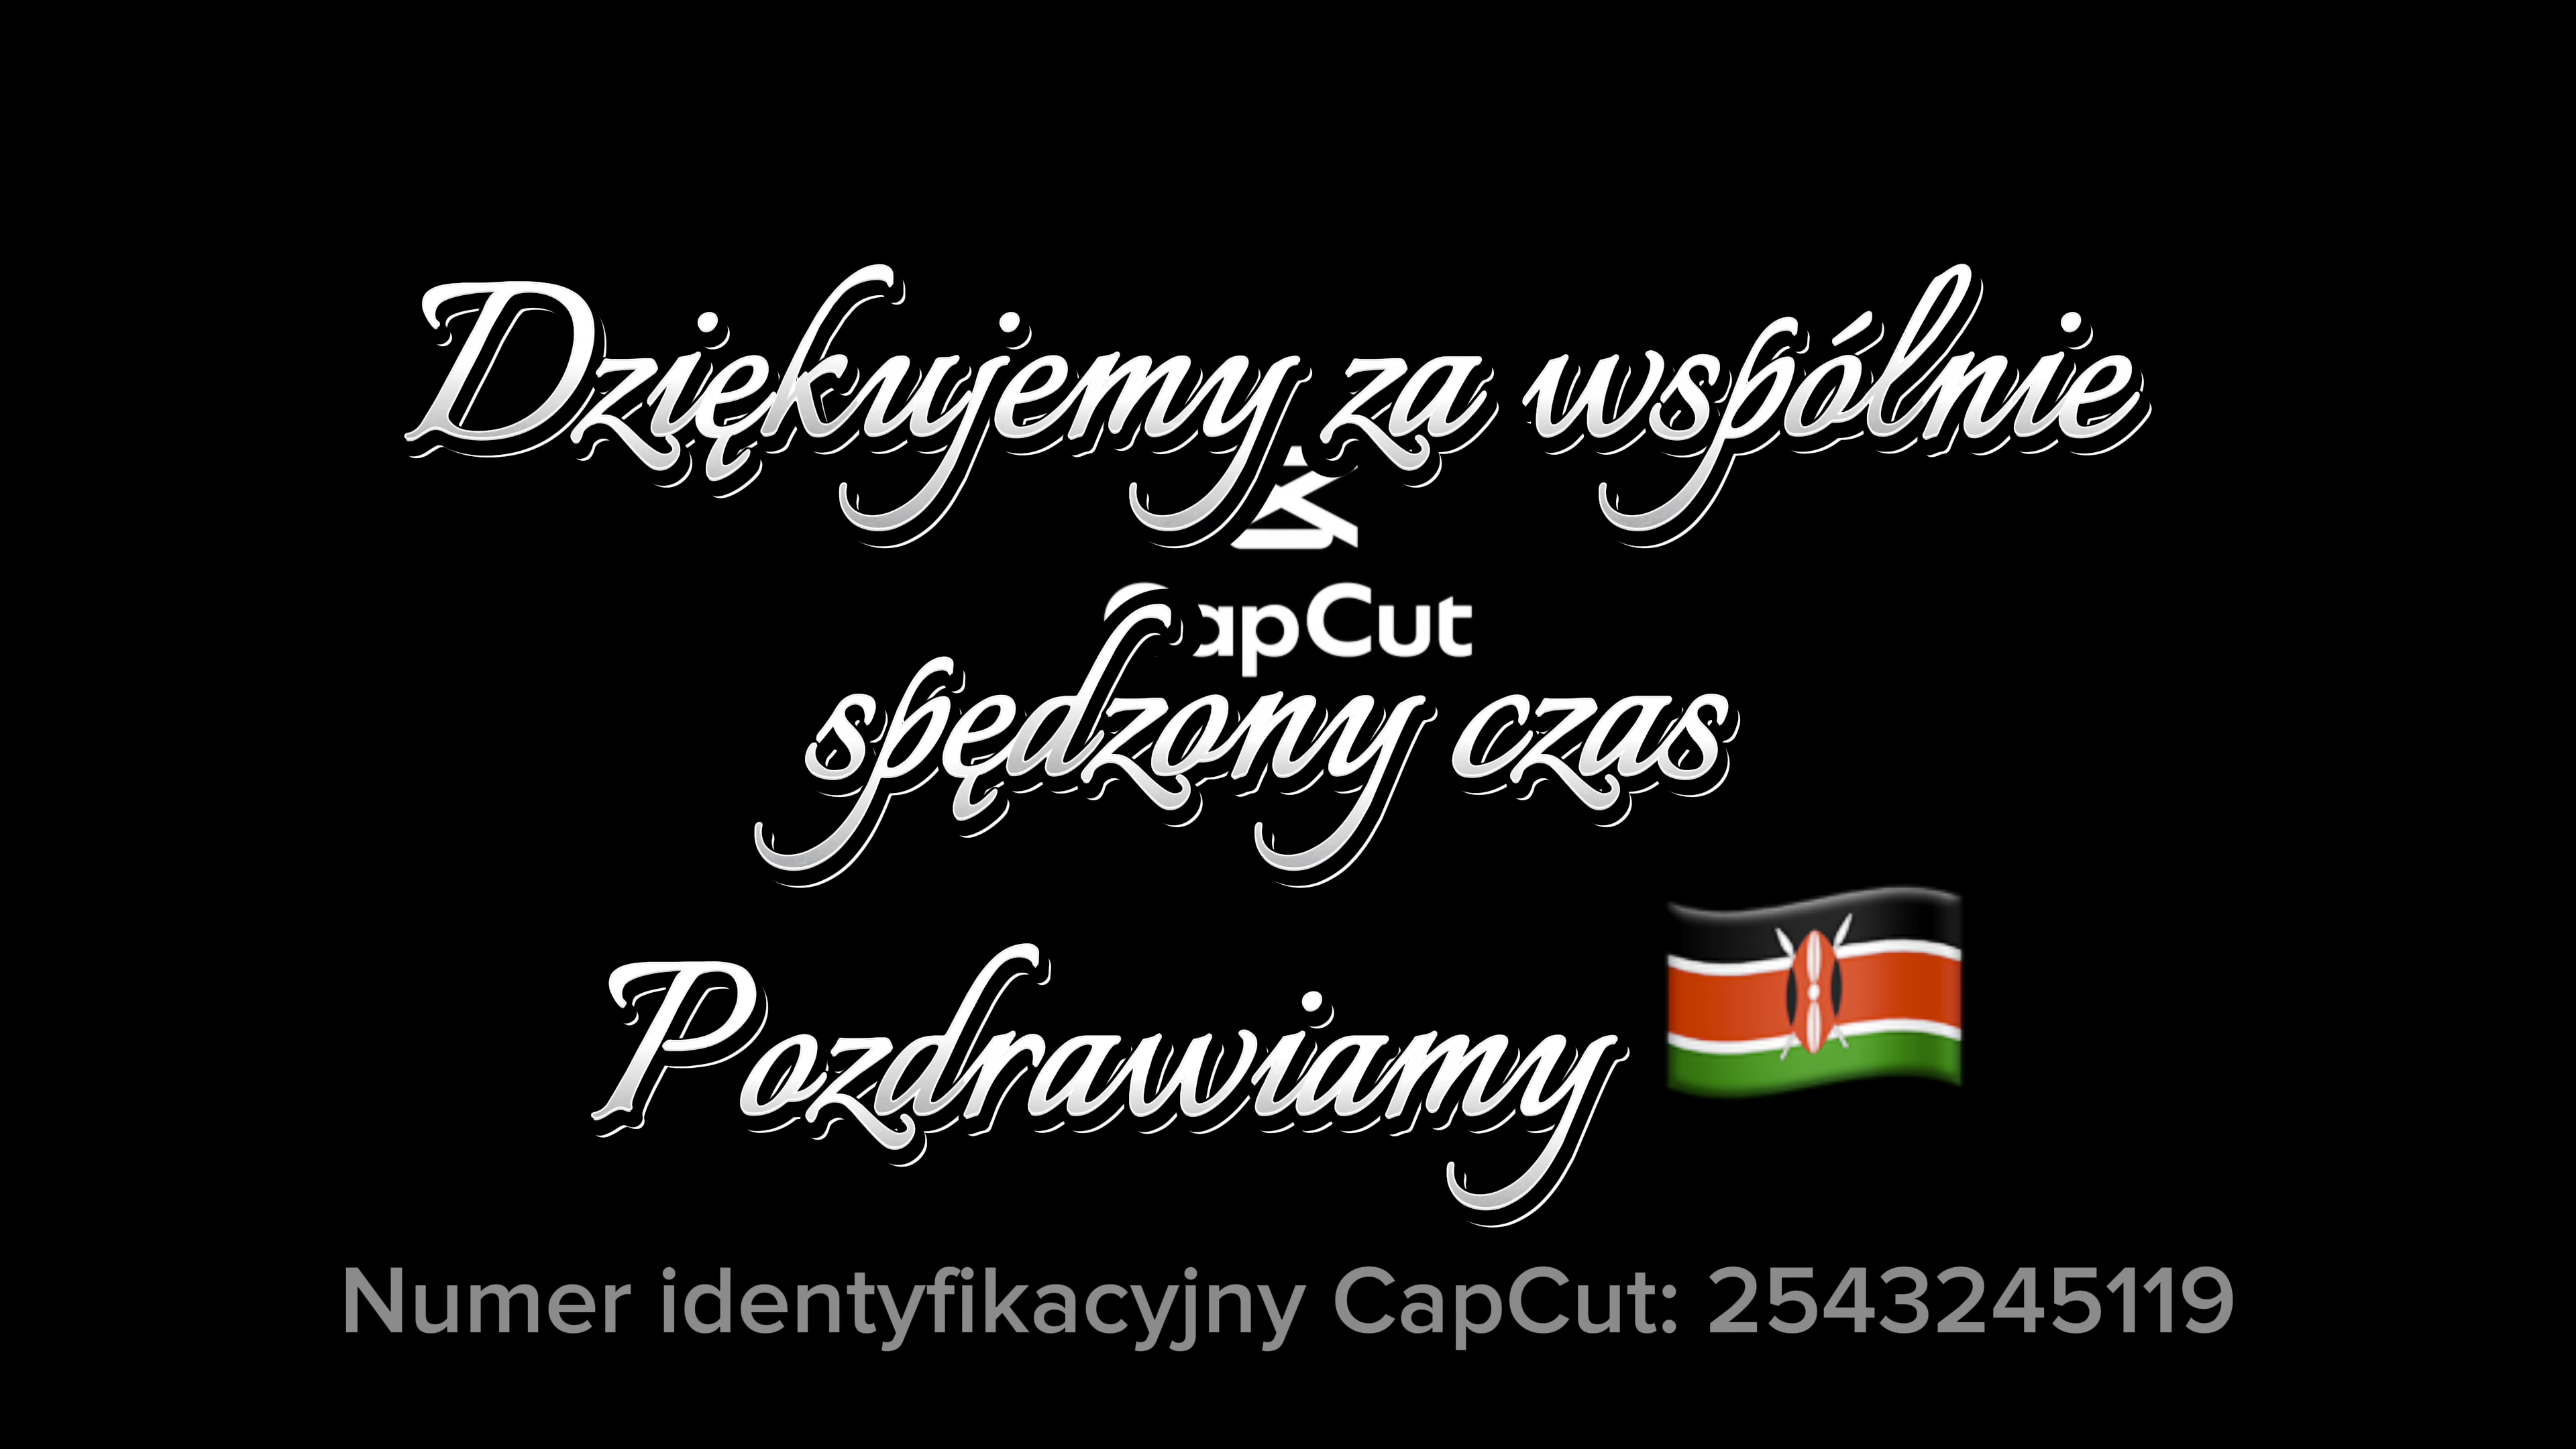 Dziękujemy za wspólnie
CapCut
spędzony czas
Pozdrawiamy
Numer identyfikacyjny CapCut: 2543245119